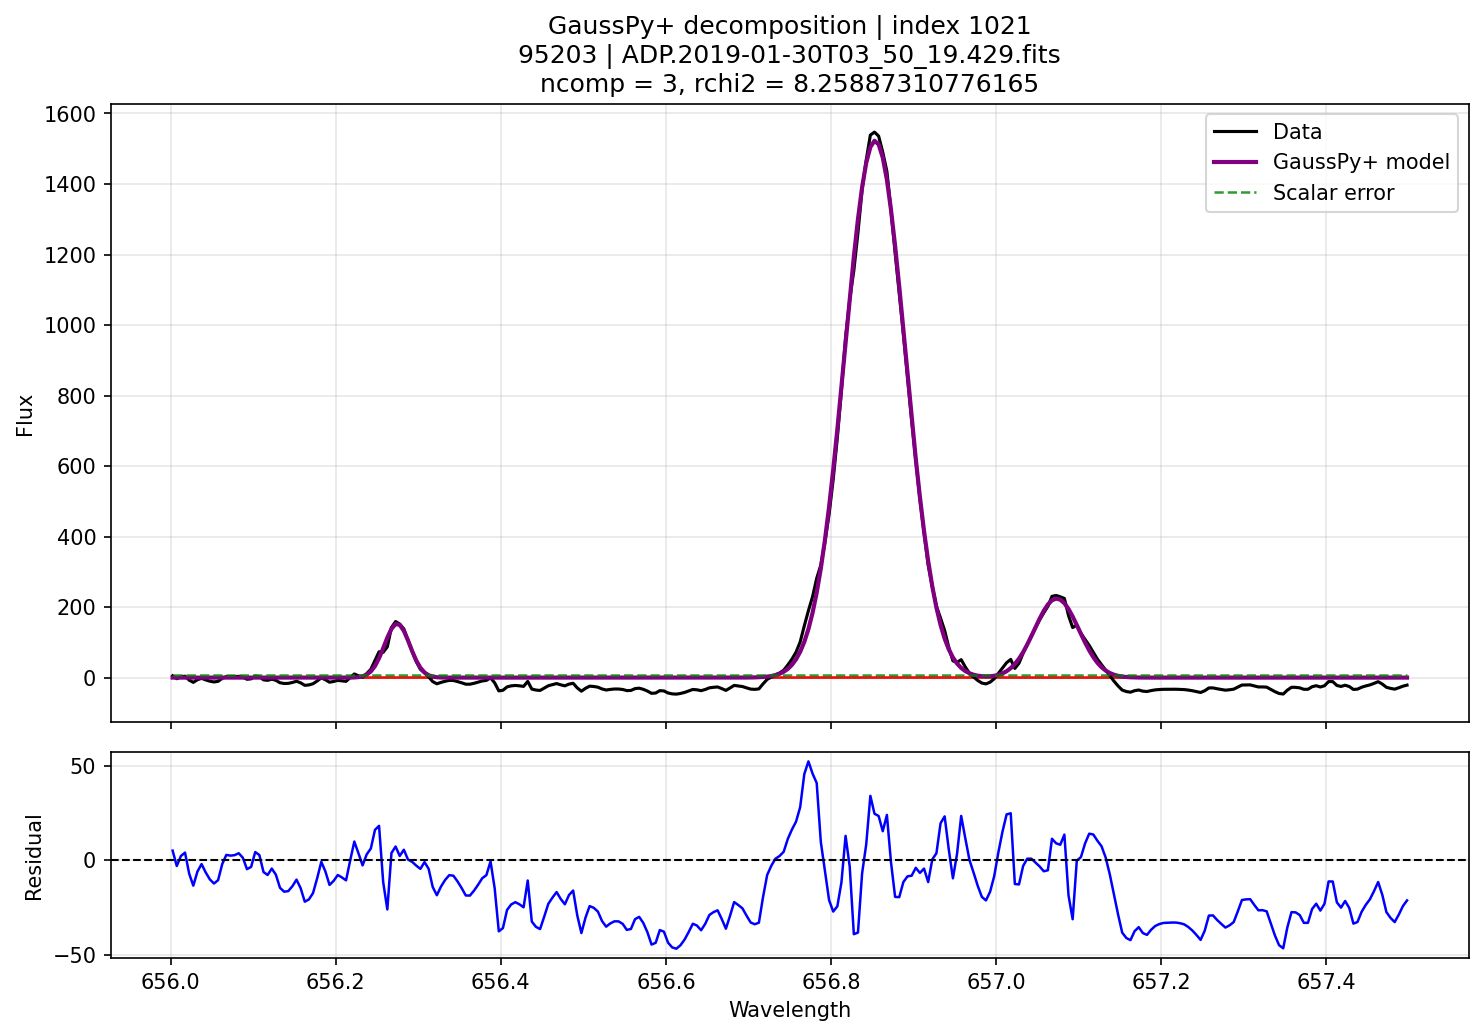 GaussPy+ decomposition | index 1021
95203 | ADP.2019-01-30T03_50_19.429.fits
ncomp = 3, rchi2 = 8.25887310776165
1600
1400
1200
1000
800
600
400
200
0
Flux
Data
GaussPy+ model
Scalar error
50
0
−50
Residual
656.0
656.2
656.4
656.6
656.8
657.0
657.2
657.4
Wavelength